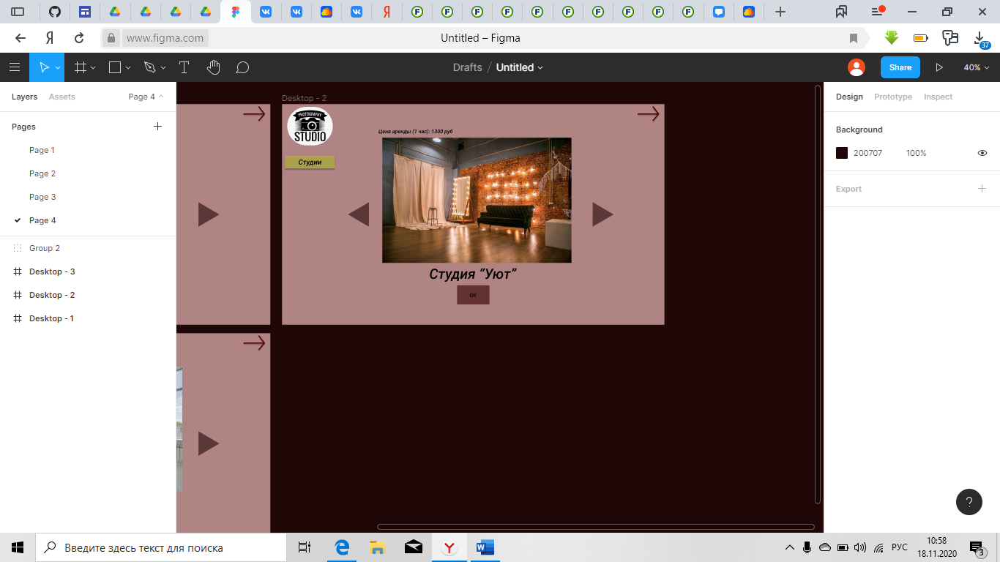 www.figma.com
Untitled – Figma
37
Drafts / Untitled
Share
40%
Layers
Assets
Page 4
Pages
Page 1
Page 2
Page 3
Page 4
Group 2
Desktop - 3
Desktop - 2
Desktop - 1
Desktop - 2
PHOTOGRAPHY
STUDIO
Студии
Цена аренды (1 час): 1300 руб
Студия “Уют”
ОК
Design
Prototype
Inspect
Background
200707
100%
Export
?
Введите здесь текст для поиска
РУС
10:58
18.11.2020
3